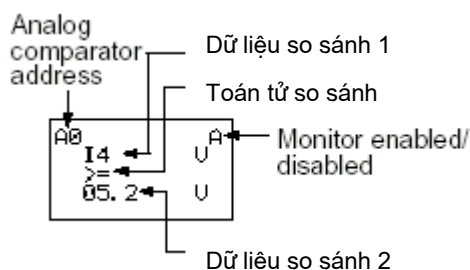 Analog
comparator
address
Dữ liệu so sánh 1
Toán tử so sánh
A0 A
I4 V
>=
05.2 V
Monitor enabled/
disabled
Dữ liệu so sánh 2